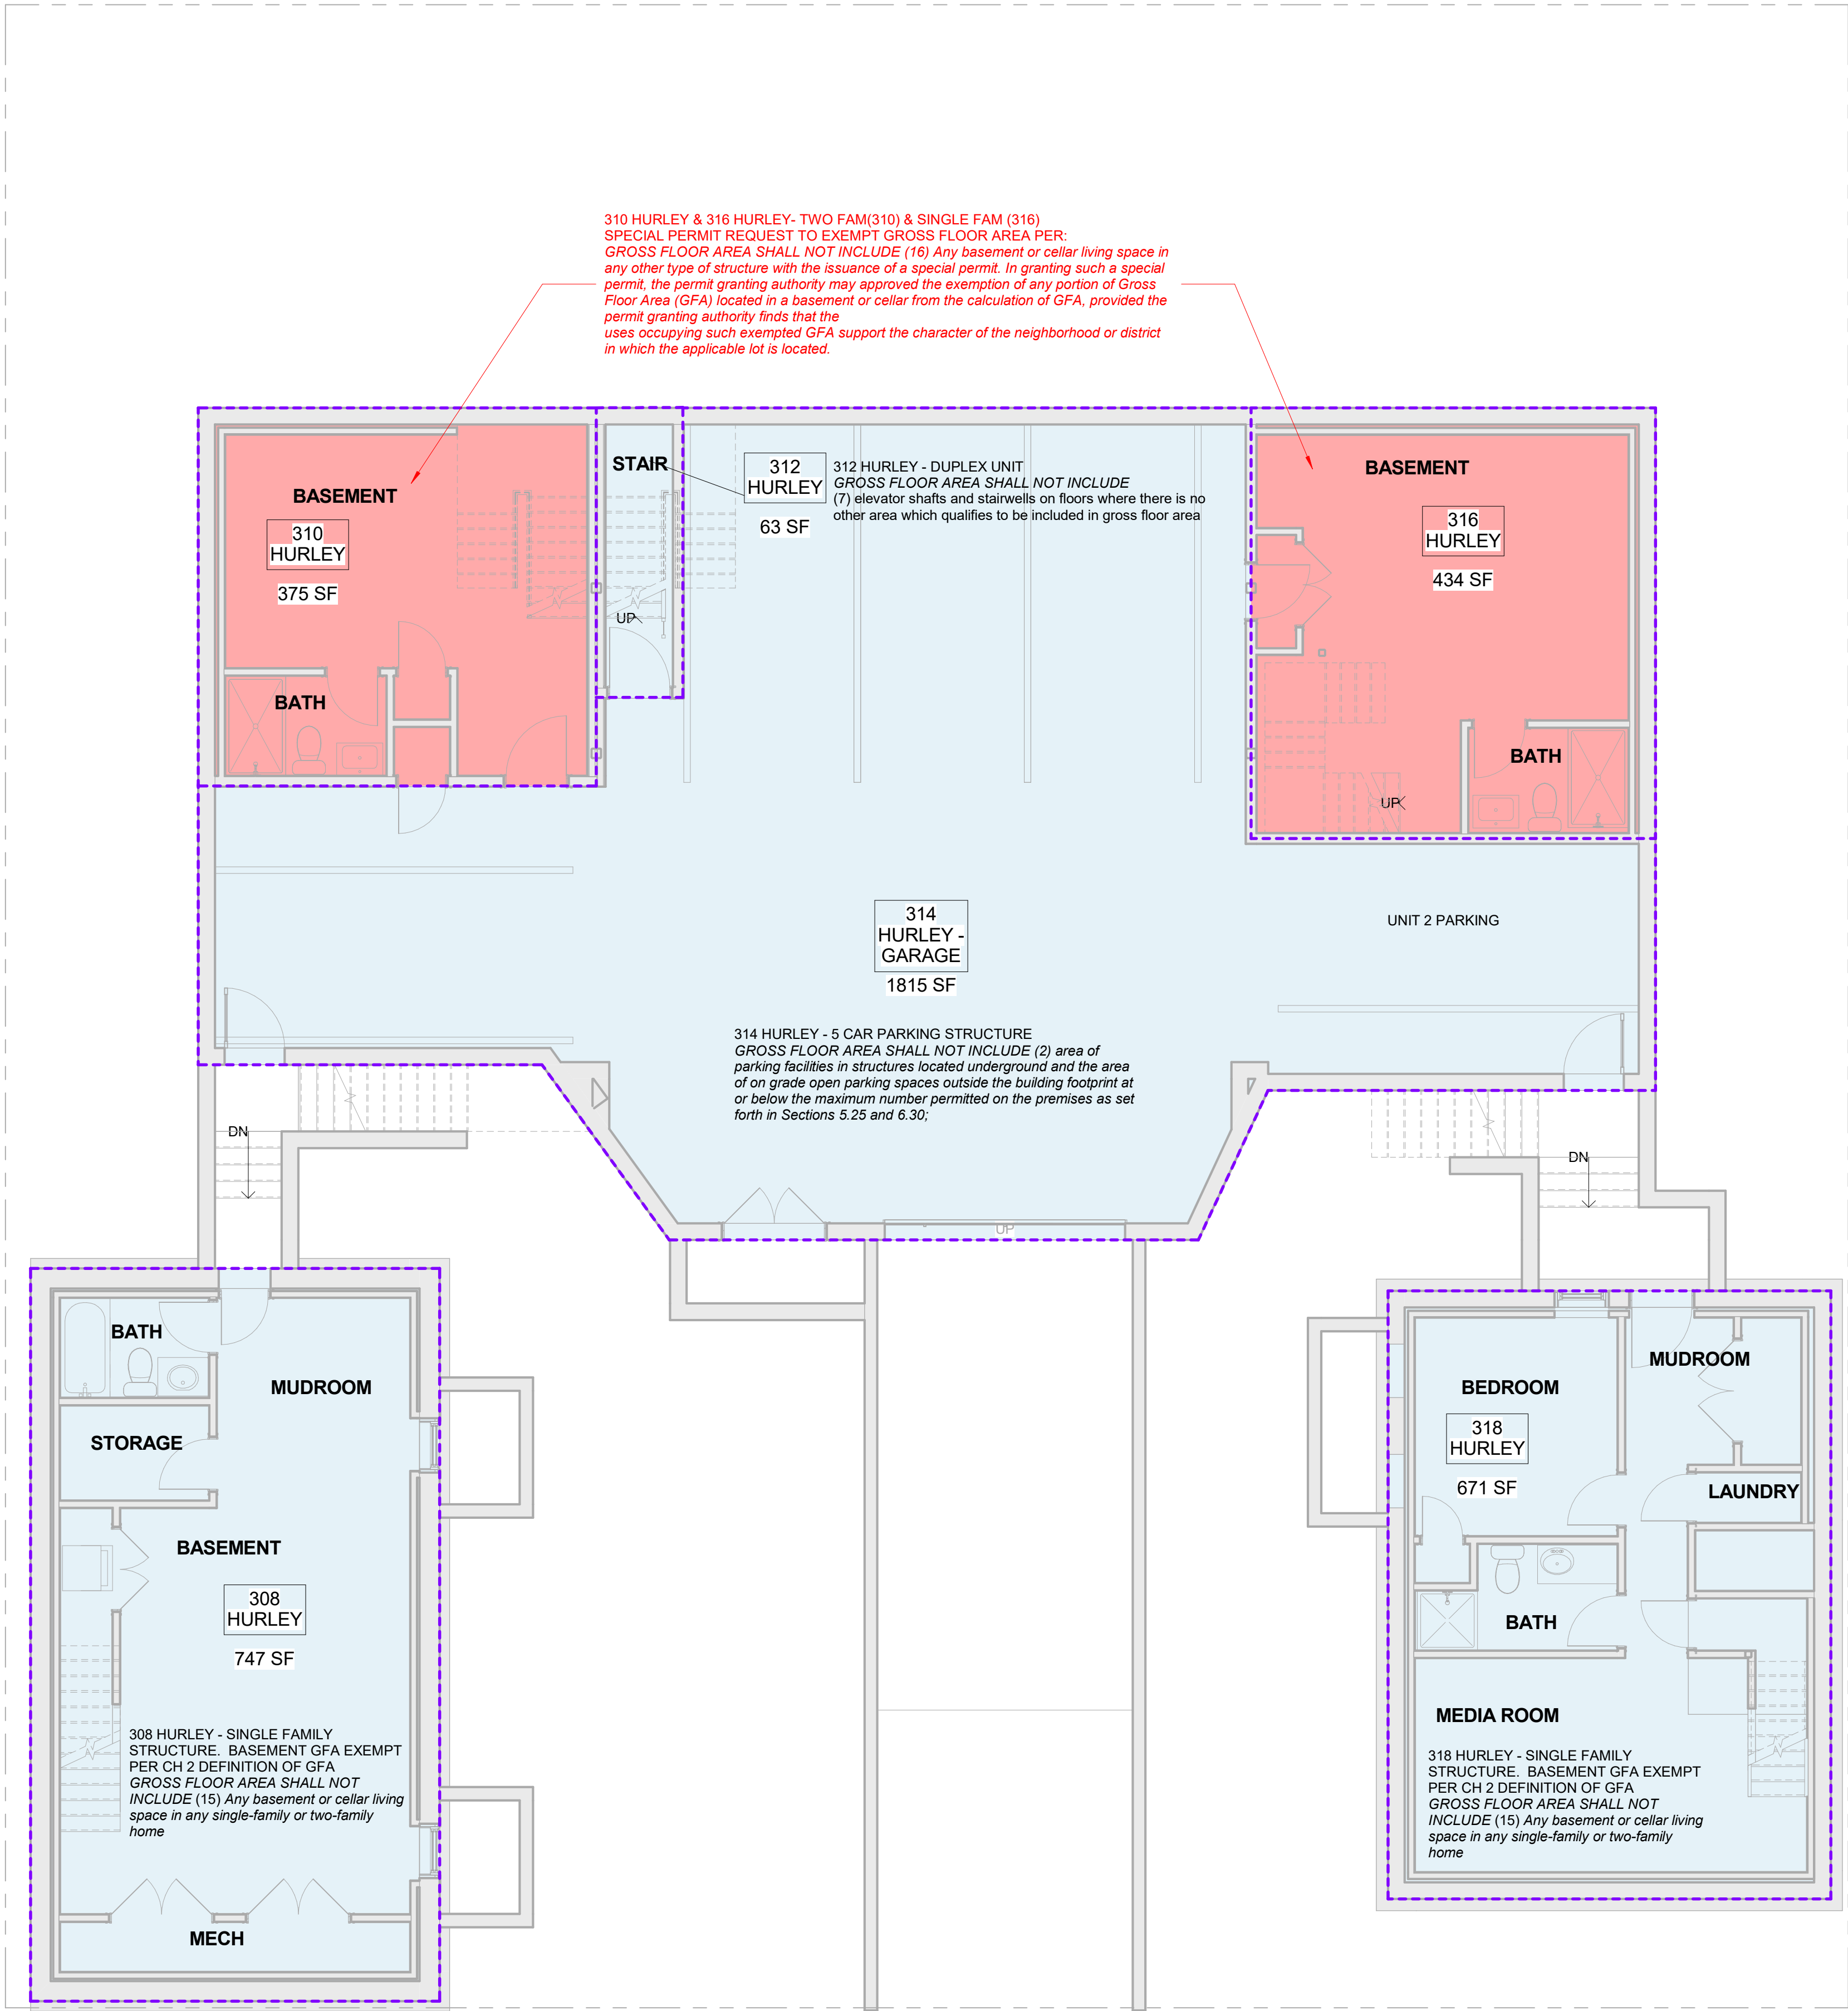 310 HURLEY & 316 HURLEY- TWO FAM(310) & SINGLE FAM (316)
SPECIAL PERMIT REQUEST TO EXEMPT GROSS FLOOR AREA PER:
GROSS FLOOR AREA SHALL NOT INCLUDE (16) Any basement or cellar living space in
any other type of structure with the issuance of a special permit. In granting such a special
permit, the permit granting authority may approved the exemption of any portion of Gross
Floor Area (GFA) located in a basement or cellar from the calculation of GFA, provided the
permit granting authority finds that the
uses occupying such exempted GFA support the character of the neighborhood or district
in which the applicable lot is located.
BASEMENT
310
HURLEY
375 SF
BATH
STAIR
UP
312
HURLEY
63 SF
312 HURLEY - DUPLEX UNIT
GROSS FLOOR AREA SHALL NOT INCLUDE
(7) elevator shafts and stairwells on floors where there is no
other area which qualifies to be included in gross floor area
BASEMENT
316
HURLEY
434 SF
BATH
UP
314
HURLEY -
GARAGE
1815 SF
UNIT 2 PARKING
314 HURLEY - 5 CAR PARKING STRUCTURE
GROSS FLOOR AREA SHALL NOT INCLUDE (2) area of
parking facilities in structures located underground and the area
of on grade open parking spaces outside the building footprint at
or below the maximum number permitted on the premises as set
forth in Sections 5.25 and 6.30;
DN
DN
UP
BATH
MUDROOM
STORAGE
BASEMENT
308
HURLEY
747 SF
308 HURLEY - SINGLE FAMILY
STRUCTURE.  BASEMENT GFA EXEMPT
PER CH 2 DEFINITION OF GFA
GROSS FLOOR AREA SHALL NOT
INCLUDE (15) Any basement or cellar living
space in any single-family or two-family
home
MECH
BEDROOM
MUDROOM
318
HURLEY
671 SF
LAUNDRY
BATH
MEDIA ROOM
318 HURLEY - SINGLE FAMILY
STRUCTURE.  BASEMENT GFA EXEMPT
PER CH 2 DEFINITION OF GFA
GROSS FLOOR AREA SHALL NOT
INCLUDE (15) Any basement or cellar living
space in any single-family or two-family
home